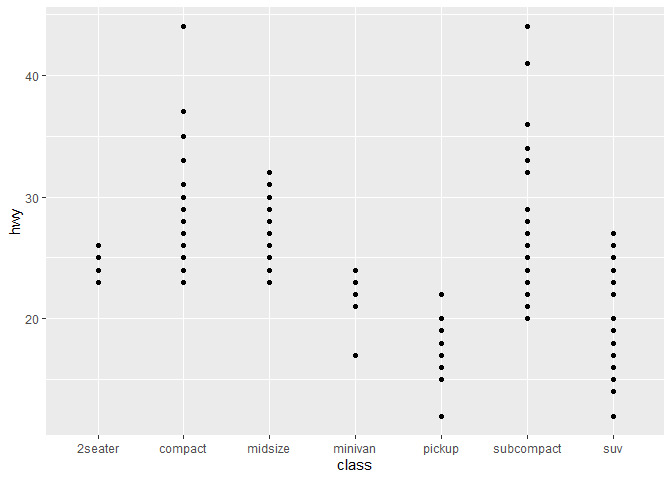 40
30
20
hwy
2seater compact midsize minivan pickup subcompact suv
class